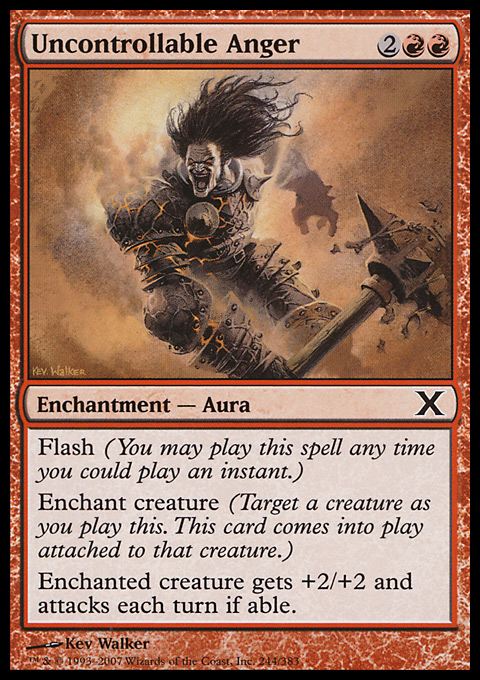 Uncontrollable Anger 2
KEV WALKER
Enchantment — Aura X
Flash (You may play this spell any time
you could play an instant.)
Enchant creature (Target a creature as
you play this. This card comes into play
attached to that creature.)
Enchanted creature gets +2/+2 and
attacks each turn if able.
Kev Walker
™ & © 1993–2007 Wizards of the Coast, Inc. 244/383